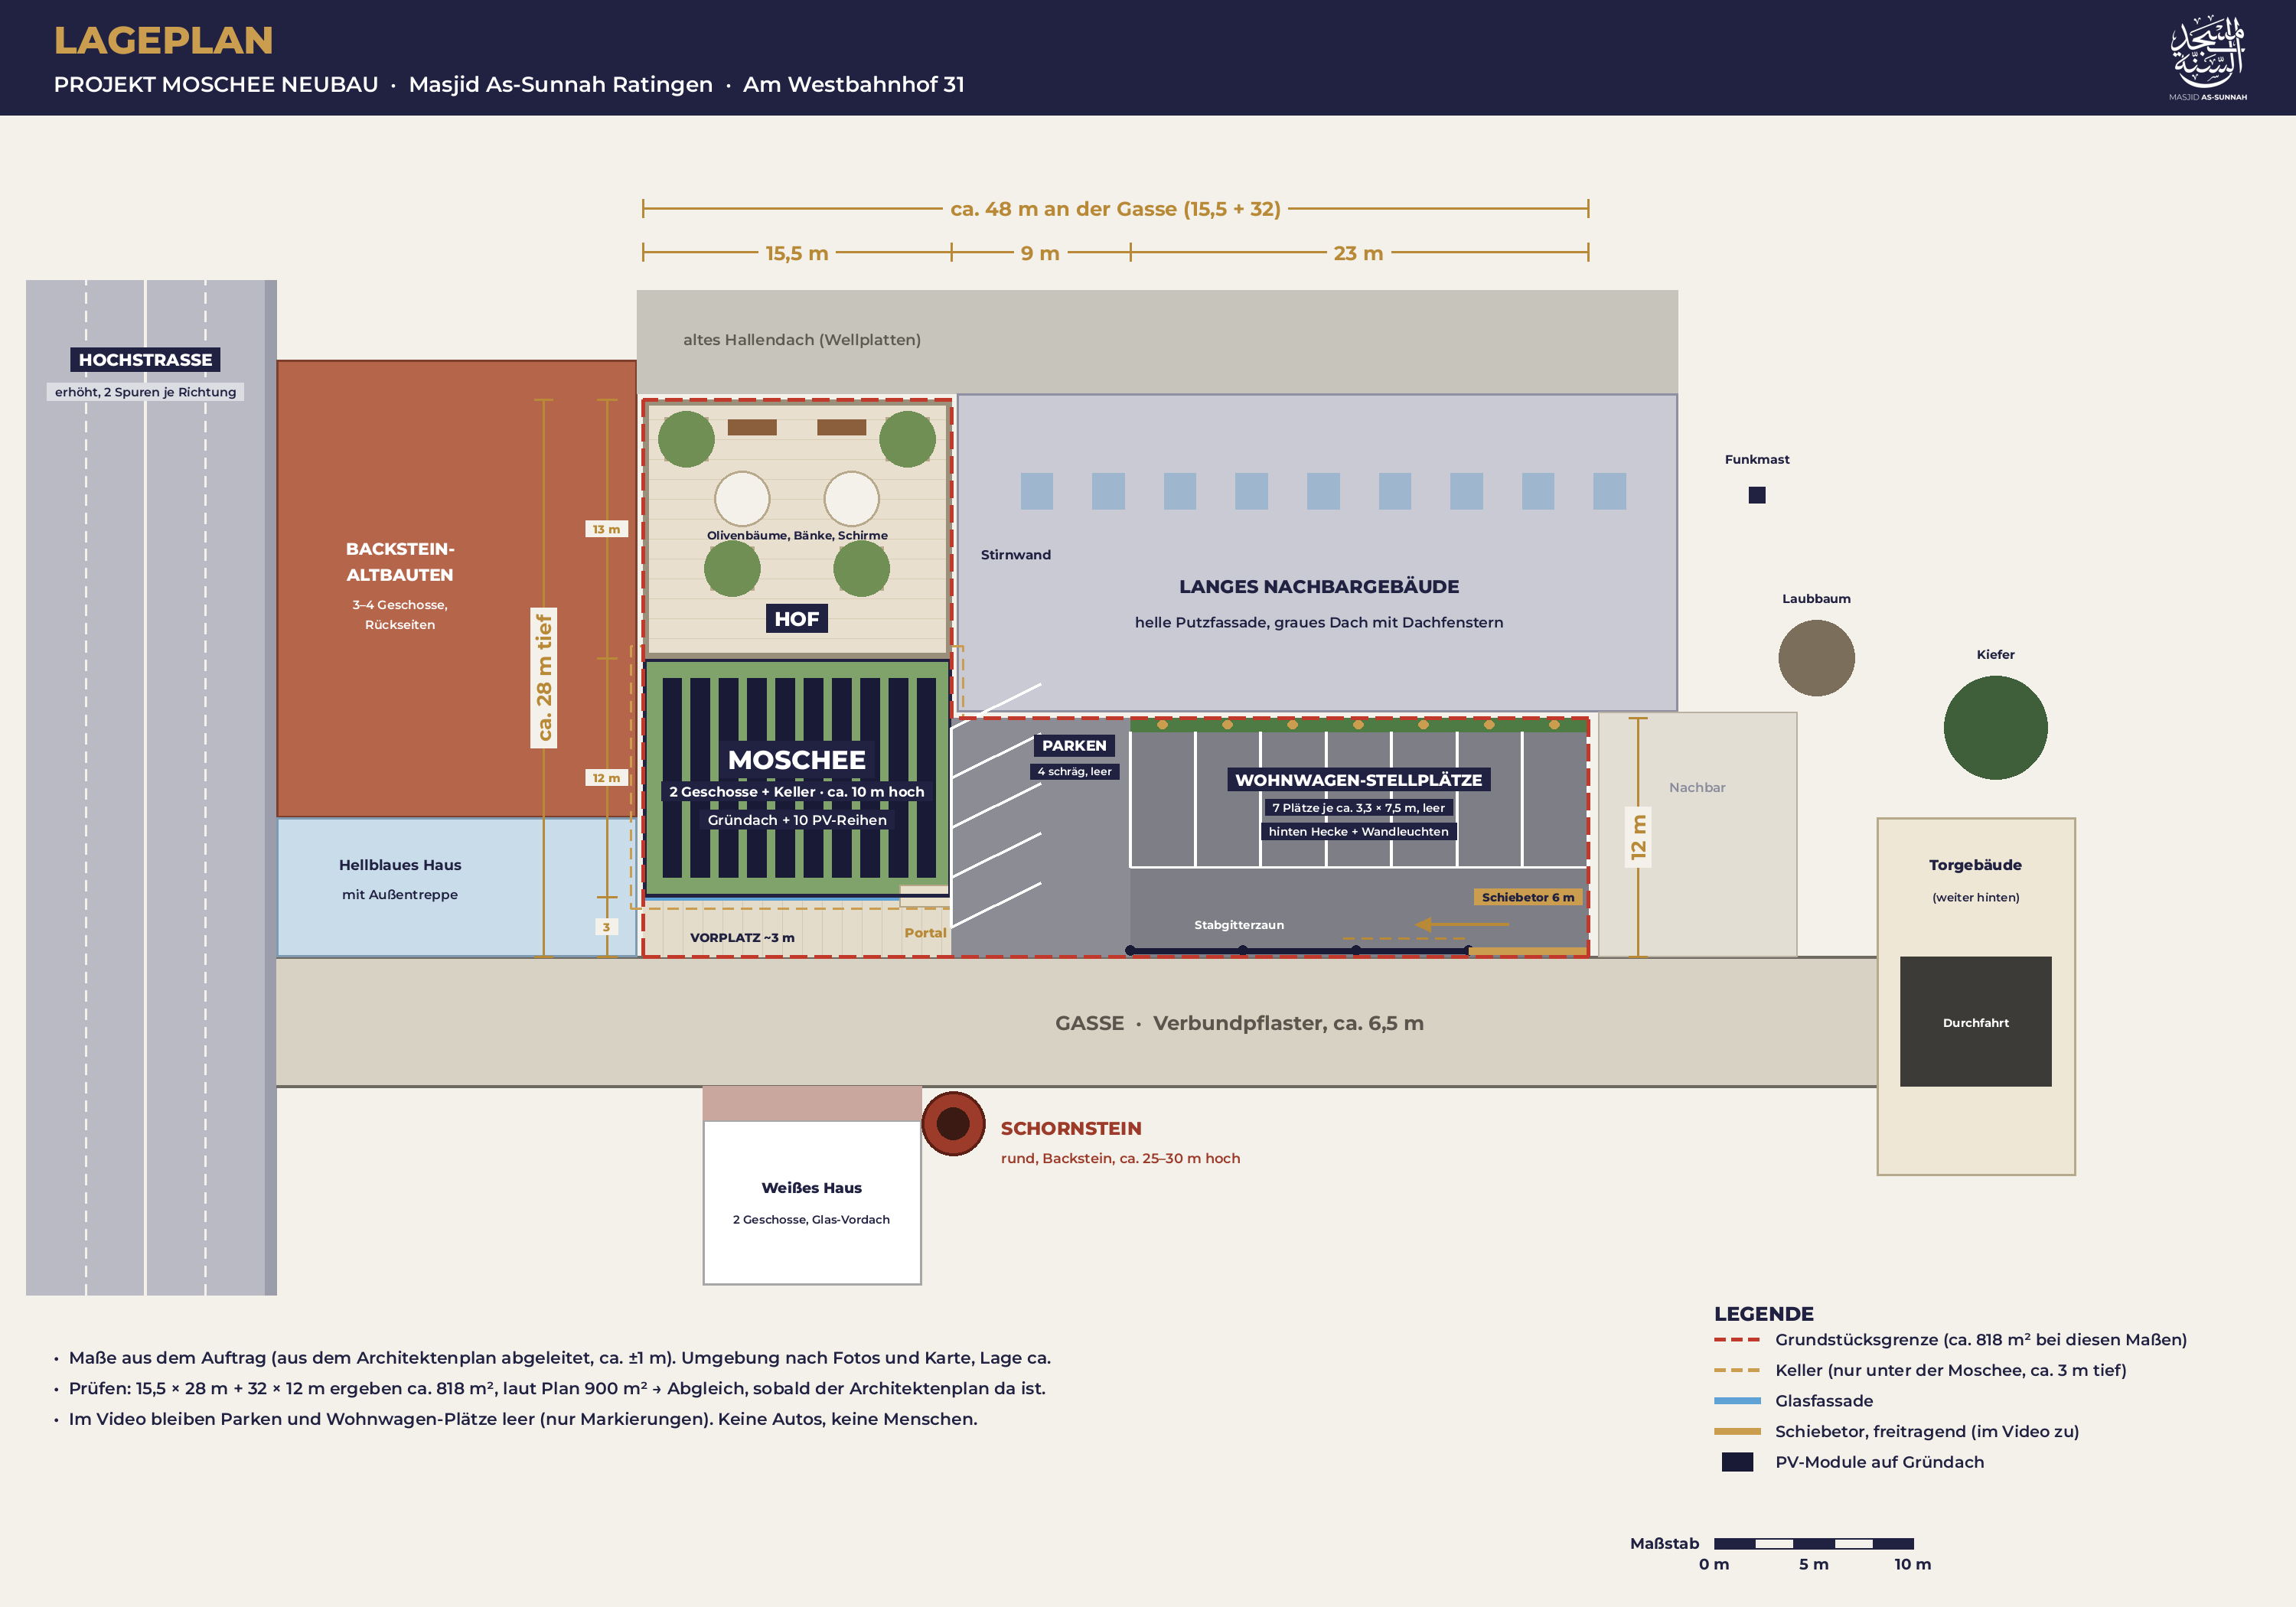 LAGEPLAN
PROJEKT MOSCHEE NEUBAU · Masjid As-Sunnah Ratingen · Am Westbahnhof 31
مسجد السنة
MASJID AS-SUNNAH
ca. 48 m an der Gasse (15,5 + 32)
15,5 m
9 m
23 m
HOCHSTRASSE
erhöht, 2 Spuren je Richtung
altes Hallendach (Wellplatten)
BACKSTEIN-
ALTBAUTEN
3–4 Geschosse,
Rückseiten
ca. 28 m tief
13 m
12 m
3
Olivenbäume, Bänke, Schirme
HOF
Stirnwand
LANGES NACHBARGEBÄUDE
helle Putzfassade, graues Dach mit Dachfenstern
Funkmast
Laubbaum
Kiefer
MOSCHEE
2 Geschosse + Keller · ca. 10 m hoch
Gründach + 10 PV-Reihen
PARKEN
4 schräg, leer
WOHNWAGEN-STELLPLÄTZE
7 Plätze je ca. 3,3 × 7,5 m, leer
hinten Hecke + Wandleuchten
12 m
Nachbar
Hellblaues Haus
mit Außentreppe
VORPLATZ ~3 m
Portal
Stabgitterzaun
Schiebetor 6 m
Torgebäude
(weiter hinten)
Durchfahrt
GASSE · Verbundpflaster, ca. 6,5 m
SCHORNSTEIN
rund, Backstein, ca. 25–30 m hoch
Weißes Haus
2 Geschosse, Glas-Vordach
• Maße aus dem Auftrag (aus dem Architektenplan abgeleitet, ca. ±1 m). Umgebung nach Fotos und Karte, Lage ca.
• Prüfen: 15,5 × 28 m + 32 × 12 m ergeben ca. 818 m², laut Plan 900 m² → Abgleich, sobald der Architektenplan da ist.
• Im Video bleiben Parken und Wohnwagen-Plätze leer (nur Markierungen). Keine Autos, keine Menschen.
LEGENDE
Grundstücksgrenze (ca. 818 m² bei diesen Maßen)
Keller (nur unter der Moschee, ca. 3 m tief)
Glasfassade
Schiebetor, freitragend (im Video zu)
PV-Module auf Gründach
Maßstab
0 m
5 m
10 m